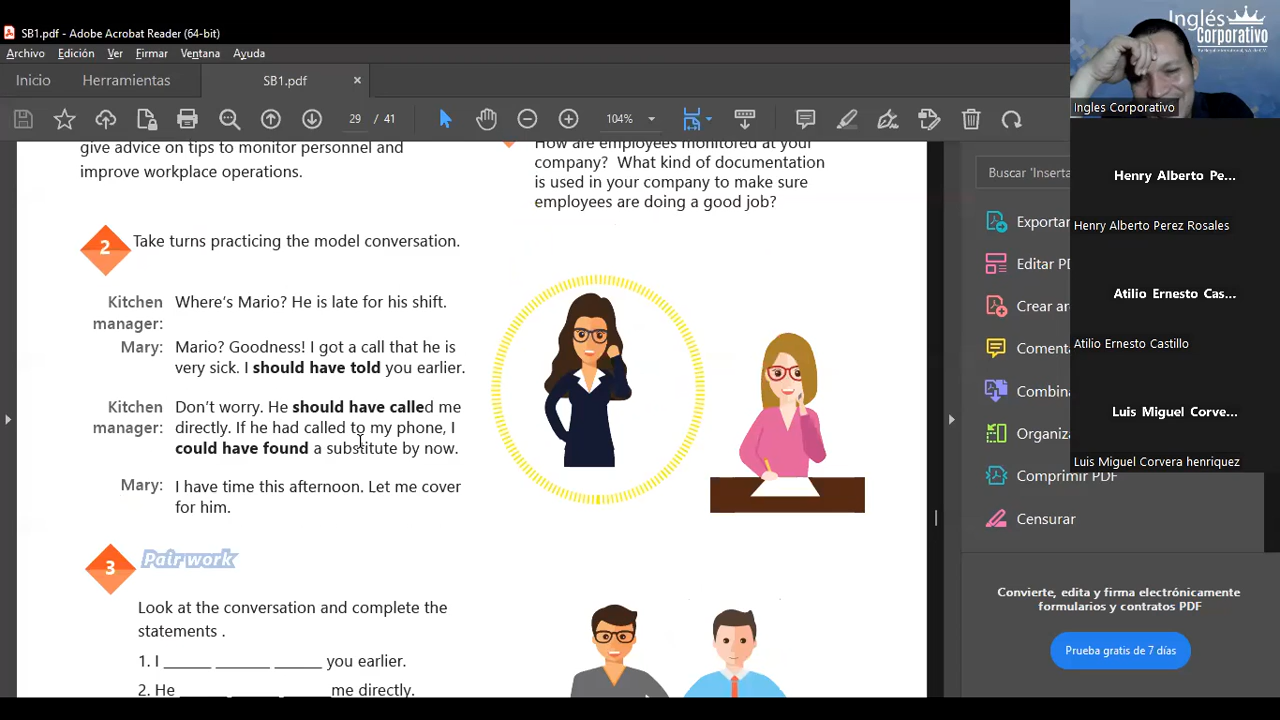 SB1.pdf - Adobe Acrobat Reader (64-bit)
Archivo Edición Ver Firmar Ventana Ayuda
Inicio Herramientas SB1.pdf ×
29 / 41 104%
give advice on tips to monitor personnel and
improve workplace operations.
How are employees monitored at your
company? What kind of documentation
is used in your company to make sure
employees are doing a good job?
2 Take turns practicing the model conversation.
Kitchen manager: Where's Mario? He is late for his shift.
Mary: Mario? Goodness! I got a call that he is
very sick. I should have told you earlier.
Kitchen manager: Don't worry. He should have called me
directly. If he had called to my phone, I
could have found a substitute by now.
Mary: I have time this afternoon. Let me cover
for him.
3 Pair work
Look at the conversation and complete the
statements .
1. I ______ _______ ______ you earlier.
2. He ______ ______ ______ me directly.
Buscar 'Inserta
Exporta
Editar PD
Crear ar
Comenta
Combina
Organiza
Comprimir PDF
Censurar
Convierte, edita y firma electrónicamente
formularios y contratos PDF
Prueba gratis de 7 días
Inglés
Corporativo
Ingles Corporativo
Henry Alberto Pe...
Henry Alberto Perez Rosales
Atilio Ernesto Cas...
Atilio Ernesto Castillo
Luis Miguel Corve...
Luis Miguel Corvera henriquez